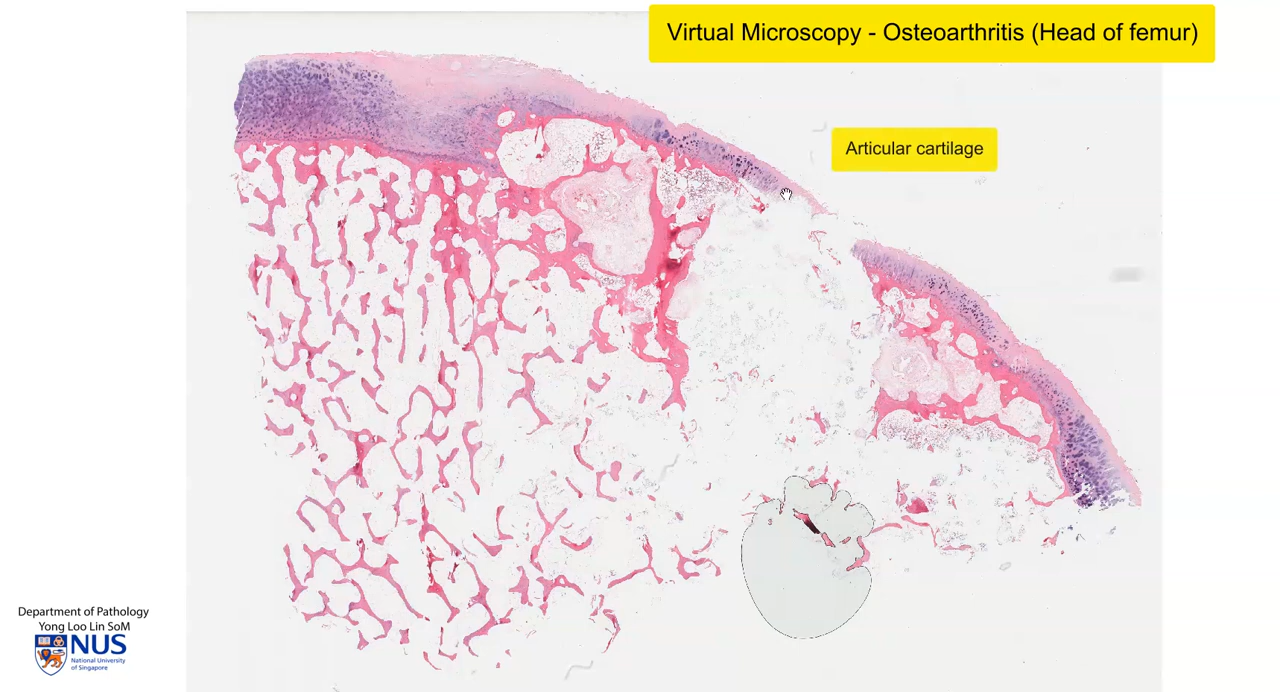 Virtual Microscopy - Osteoarthritis (Head of femur)
Articular cartilage
Department of Pathology
Yong Loo Lin SoM
NUS
National University
of Singapore